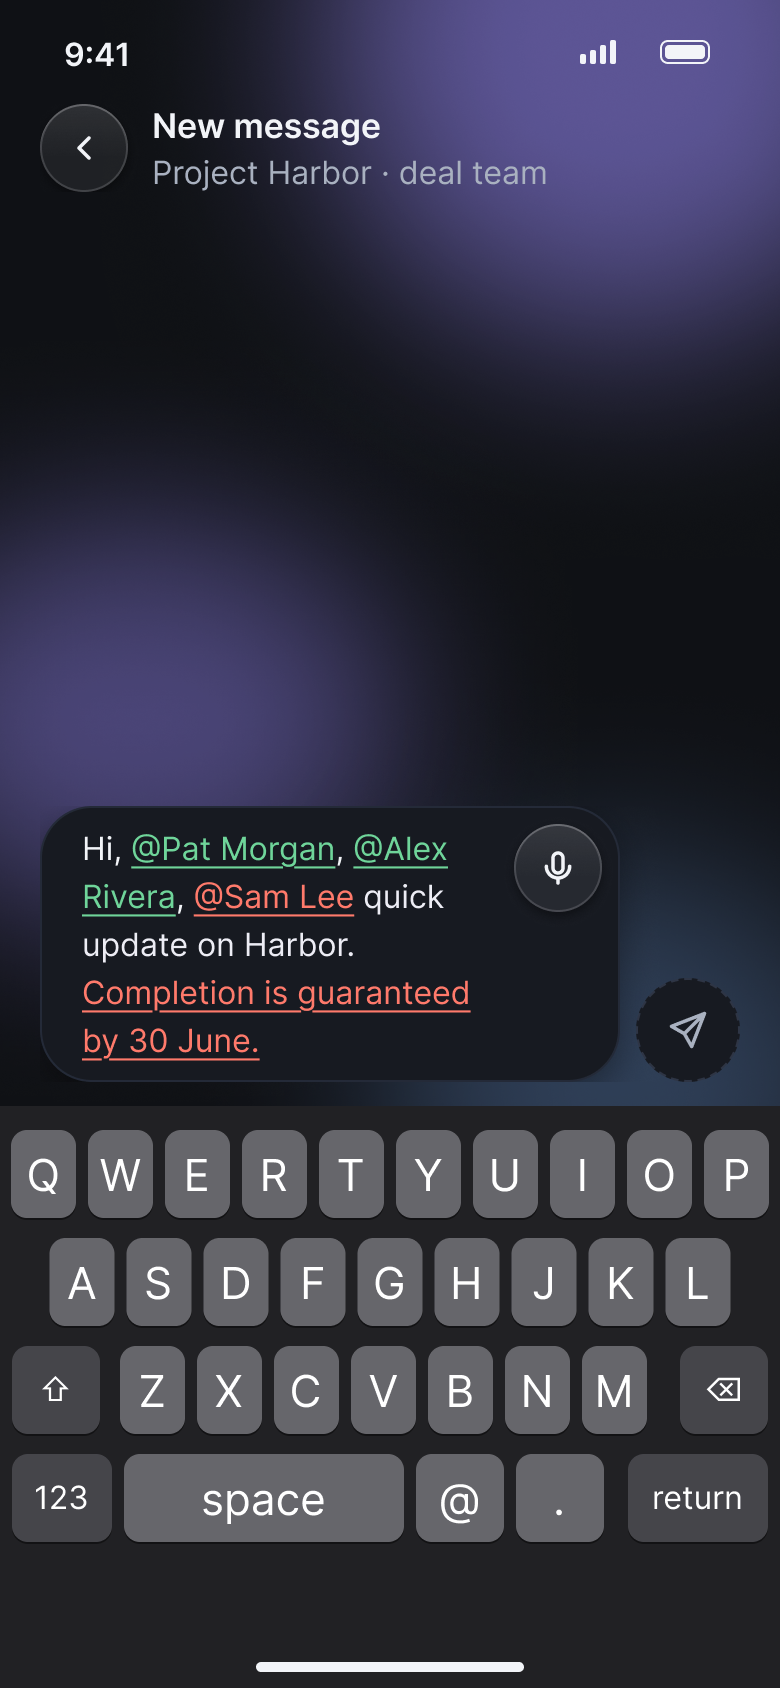 9:41
New message
Project Harbor · deal team
Hi, @Pat Morgan, @Alex
Rivera, @Sam Lee quick
update on Harbor.
Completion is guaranteed
by 30 June.
Q W E R T Y U I O P
A S D F G H J K L
Z X C V B N M
123 space @ . return